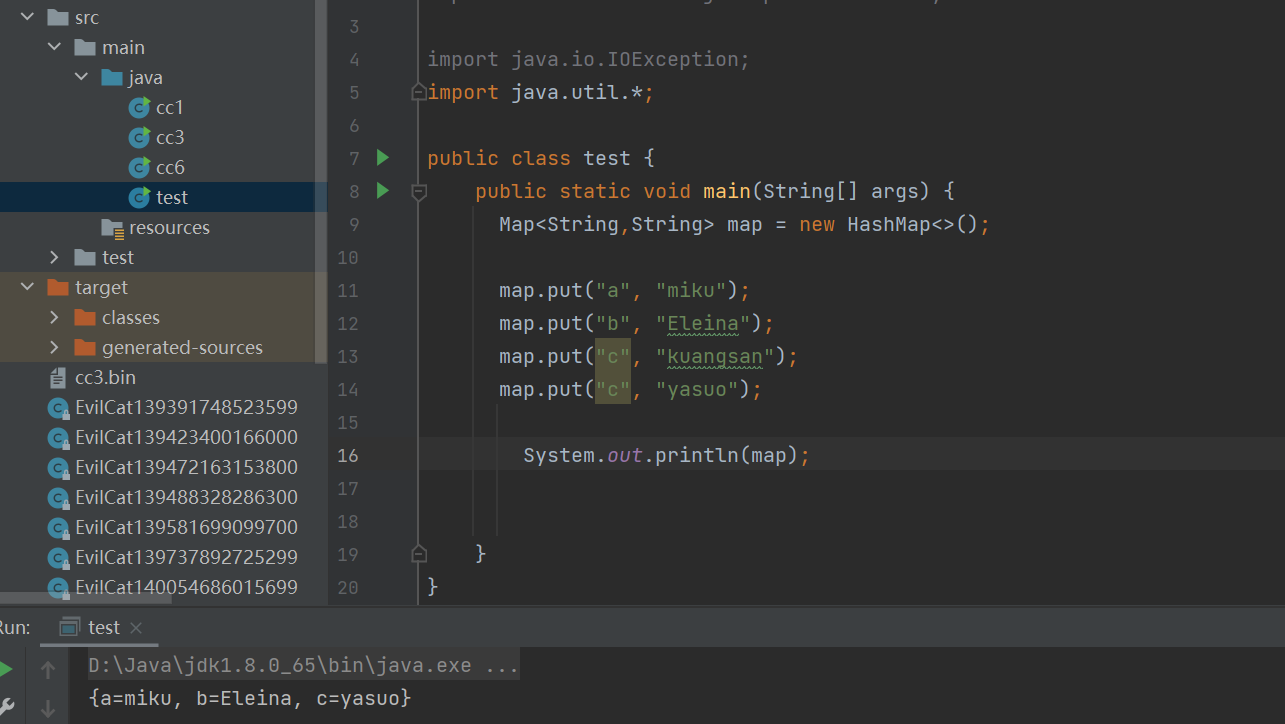 src
main
java
cc1
cc3
cc6
test
resources
test
target
classes
generated-sources
cc3.bin
EvilCat139391748523599
EvilCat139423400166000
EvilCat139472163153800
EvilCat139488328286300
EvilCat139581699099700
EvilCat139737892725299
EvilCat140054686015699
3
4 import java.io.IOException;
5 import java.util.*;
6
7 public class test {
8 public static void main(String[] args) {
9 Map<String,String> map = new HashMap<>();
10
11 map.put("a", "miku");
12 map.put("b", "Eleina");
13 map.put("c", "kuangsan");
14 map.put("c", "yasuo");
15
16 System.out.println(map);
17
18
19 }
20 }
Run: test
D:\Java\jdk1.8.0_65\bin\java.exe ...
{a=miku, b=Eleina, c=yasuo}